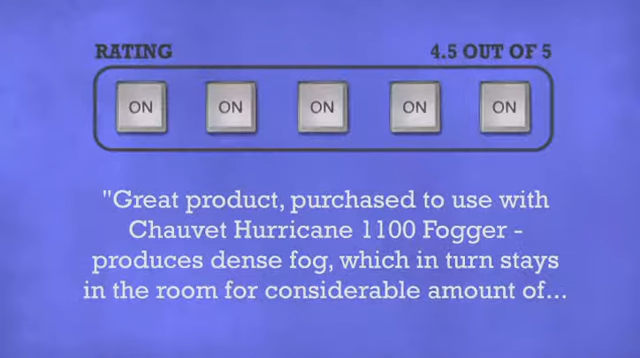 RATING 4.5 OUT OF 5
ON ON ON ON ON
"Great product, purchased to use with
Chauvet Hurricane 1100 Fogger -
produces dense fog, which in turn stays
in the room for considerable amount of...